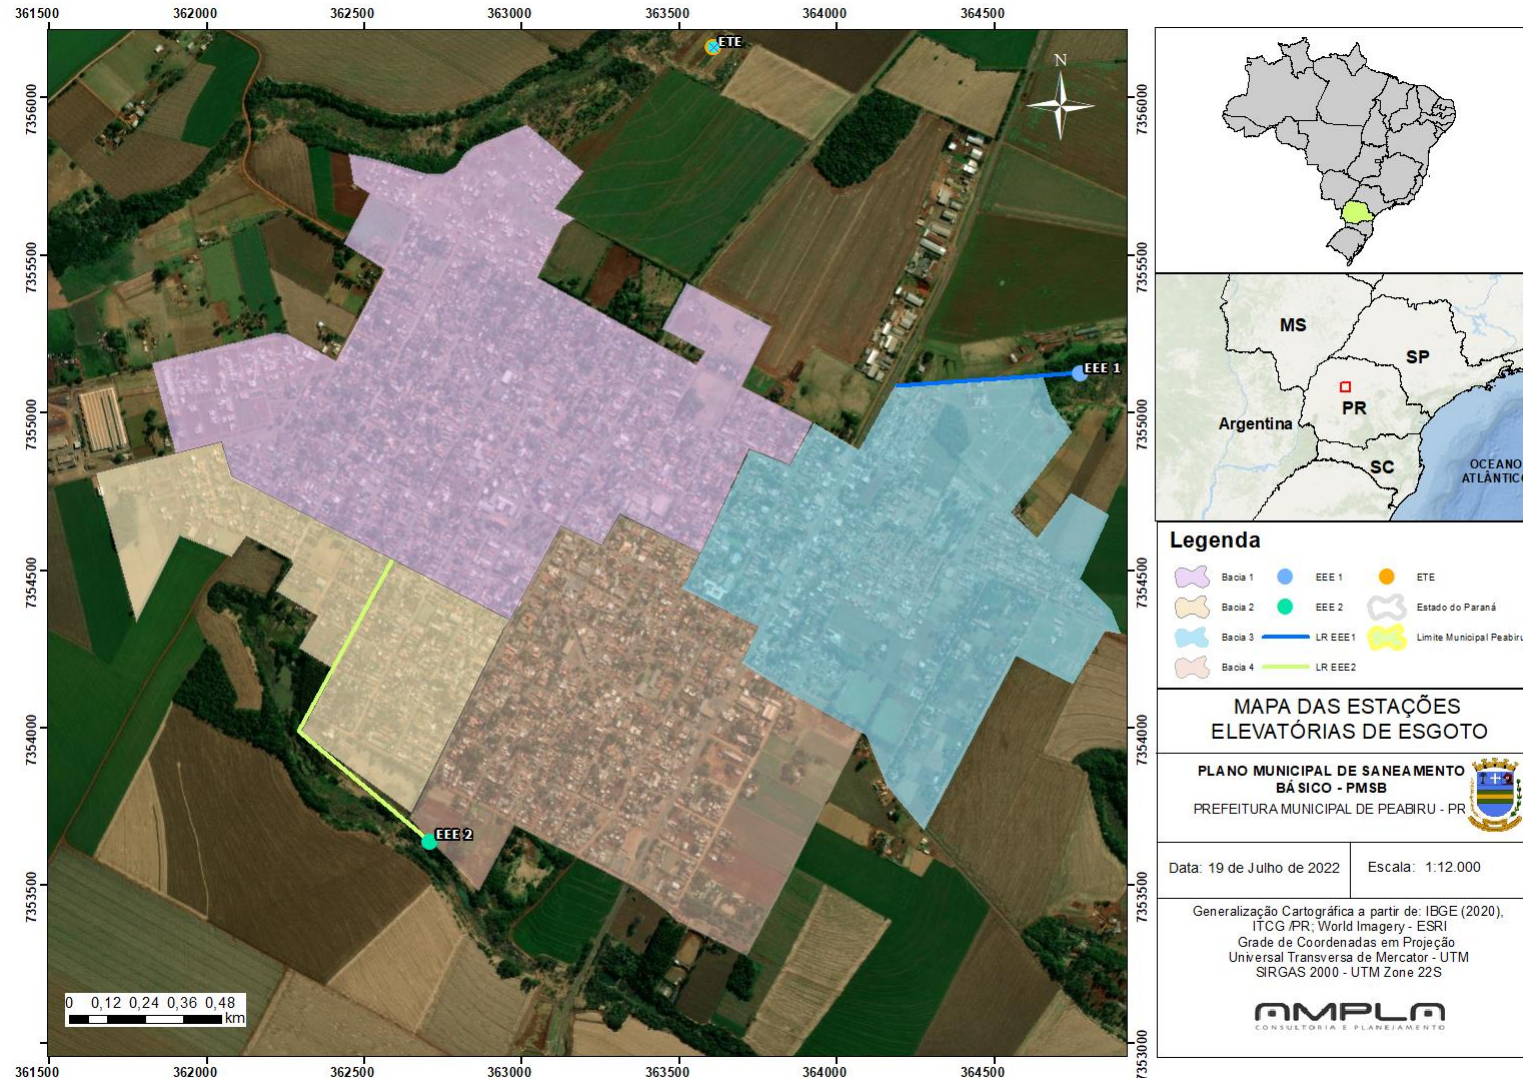 361500 362000 362500 363000 363500 364000 364500
7356000
7355500
7355000
7354500
7354000
7353500
7356000
7355500
7355000
7354500
7354000
7353500
7353000
ETE
N
EEE 1
EEE 2
0 0,12 0,24 0,36 0,48
km
361500 362000 362500 363000 363500 364000 364500
MS
SP
PR
Argentina
SC
OCEANO
ATLÂNTICO
Legenda
Bacia 1 EEE 1 ETE
Bacia 2 EEE 2 Estado do Paraná
Bacia 3 LR EEE1 Limite Municipal Peabiru
Bacia 4 LR EEE2
MAPA DAS ESTAÇÕES
ELEVATÓRIAS DE ESGOTO
PLANO MUNICIPAL DE SANEAMENTO
BÁSICO - PMSB
PREFEITURA MUNICIPAL DE PEABIRU - PR
Data: 19 de Julho de 2022 Escala: 1:12.000
Generalização Cartográfica a partir de: IBGE (2020),
ITCG /PR; World Imagery - ESRI
Grade de Coordenadas em Projeção
Universal Transversa de Mercator - UTM
SIRGAS 2000 - UTM Zone 22S
AMPLA
CONSULTORIA E PLANEJAMENTO